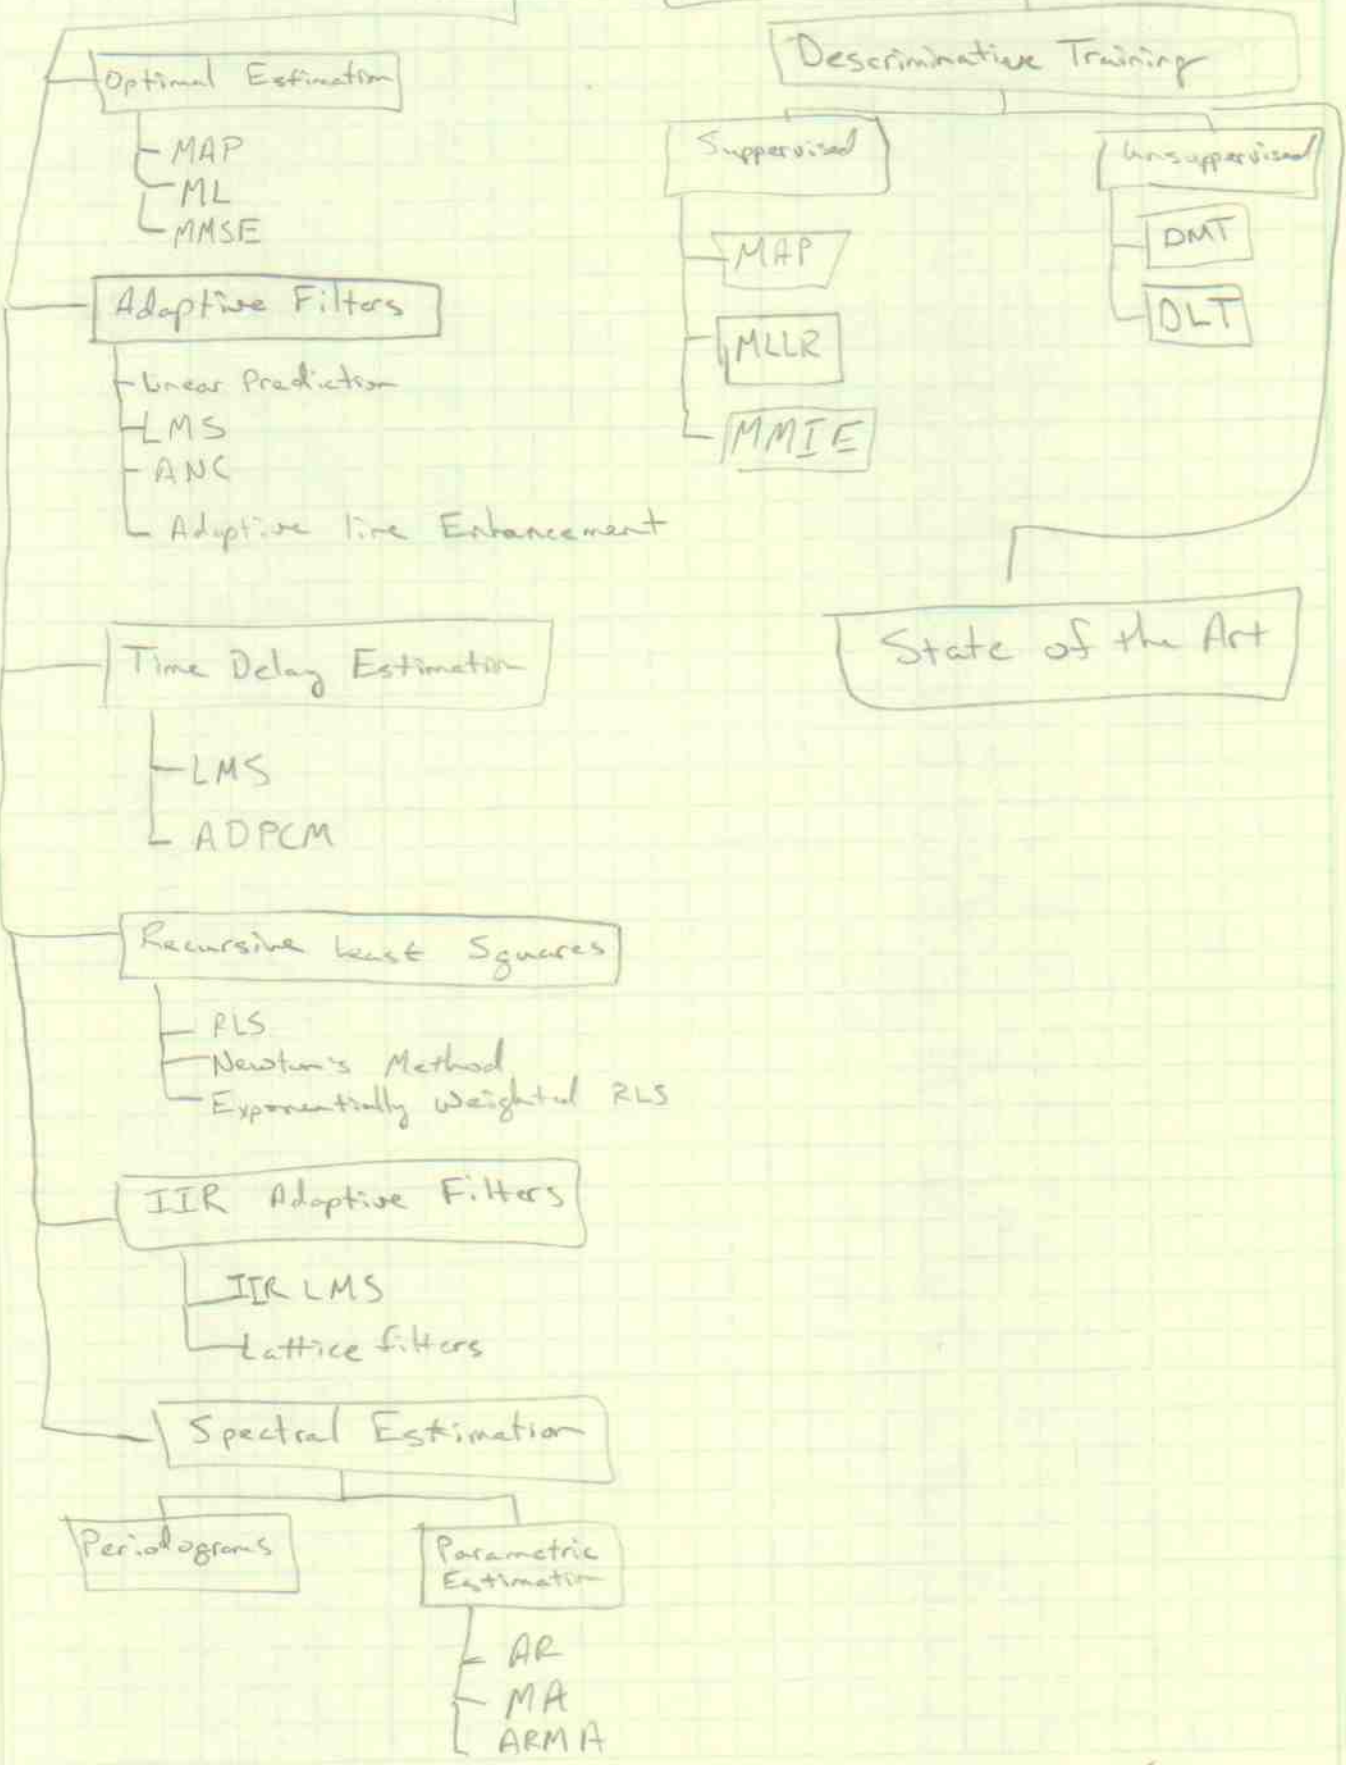 Optimal Estimation
MAP
ML
MMSE
Adaptive Filters
Linear Prediction
LMS
ANC
Adaptive line Enhancement
Time Delay Estimation
LMS
ADPCM
Recursive Least Squares
RLS
Newton's Method
Exponentially Weighted RLS
IIR Adaptive Filters
IIR LMS
Lattice filters
Spectral Estimation
Periodograms
Parametric
Estimation
AR
MA
ARMA
Descriminative Training
Suppervised
MAP
MLLR
MMIE
Unsuppervised
DMT
DLT
State of the Art